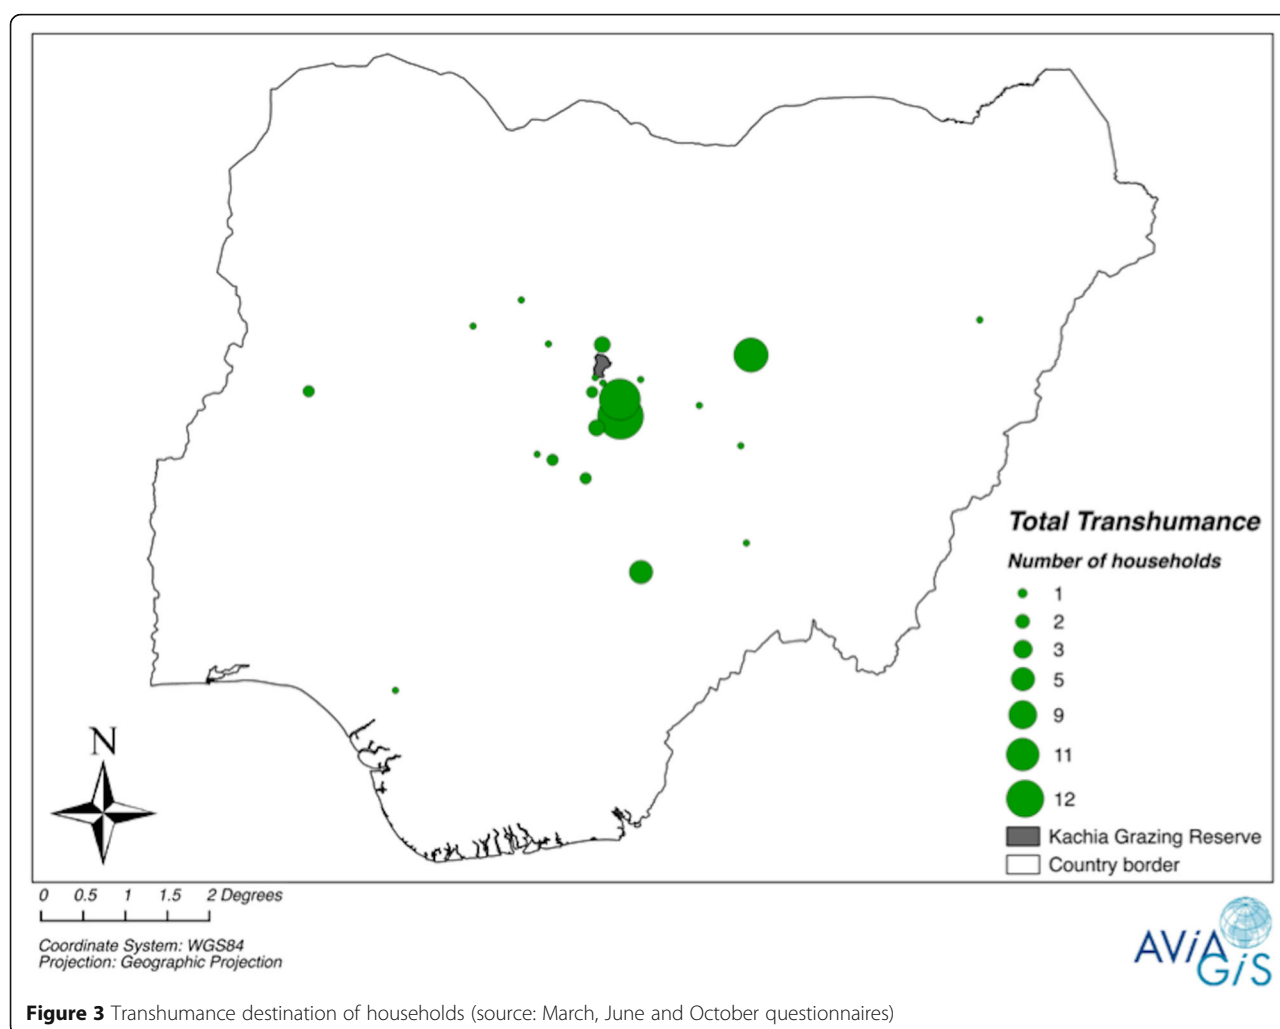 Total Transhumance
Number of households
1
2
3
5
9
11
12
Kachia Grazing Reserve
Country border
N
0 0.5 1 1.5 2 Degrees
Coordinate System: WGS84
Projection: Geographic Projection
AViA
GiS
Figure 3 Transhumance destination of households (source: March, June and October questionnaires)